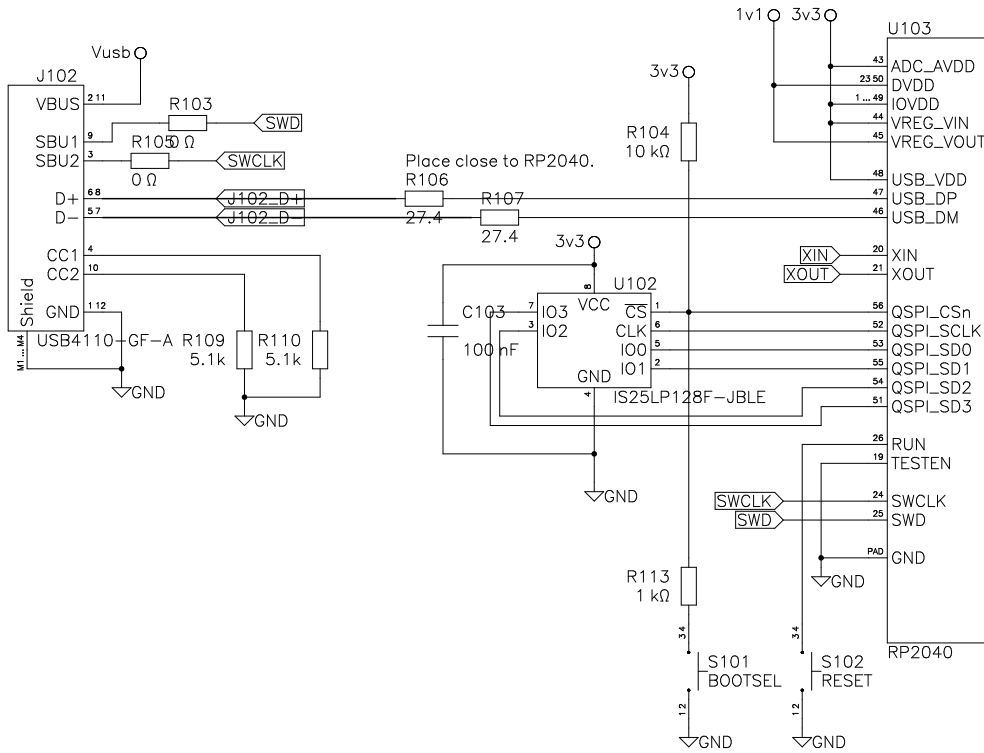 1v1
3v3
U103
43
ADC_AVDD
23 50
DVDD
1 ... 49
IOVDD
44
VREG_VIN
45
VREG_VOUT
48
USB_VDD
47
USB_DP
46
USB_DM
20
XIN
XIN
21
XOUT
XOUT
56
QSPI_CSn
52
QSPI_SCLK
53
QSPI_SD0
55
QSPI_SD1
54
QSPI_SD2
51
QSPI_SD3
26
RUN
19
TESTEN
24
SWCLK
SWCLK
25
SWD
SWD
PAD
GND
GND
RP2040
Vusb
J102
VBUS
2 11
SBU1
9
R103
0 Ω
SWD
SBU2
3
R105
0 Ω
SWCLK
D+
6 8
J102_D+
D-
5 7
J102_D-
Place close to RP2040.
R106
27.4
R107
27.4
CC1
4
CC2
10
GND
1 12
Shield
M1 ... M4
USB4110-GF-A
GND
R109
5.1k
R110
5.1k
GND
3v3
R104
10 kΩ
3v3
U102
C103
100 nF
8
VCC
7
IO3
3
IO2
CS
1
CLK
6
IO0
5
IO1
2
GND
4
IS25LP128F-JBLE
GND
R113
1 kΩ
3 4
S101
BOOTSEL
1 2
GND
3 4
S102
RESET
1 2
GND